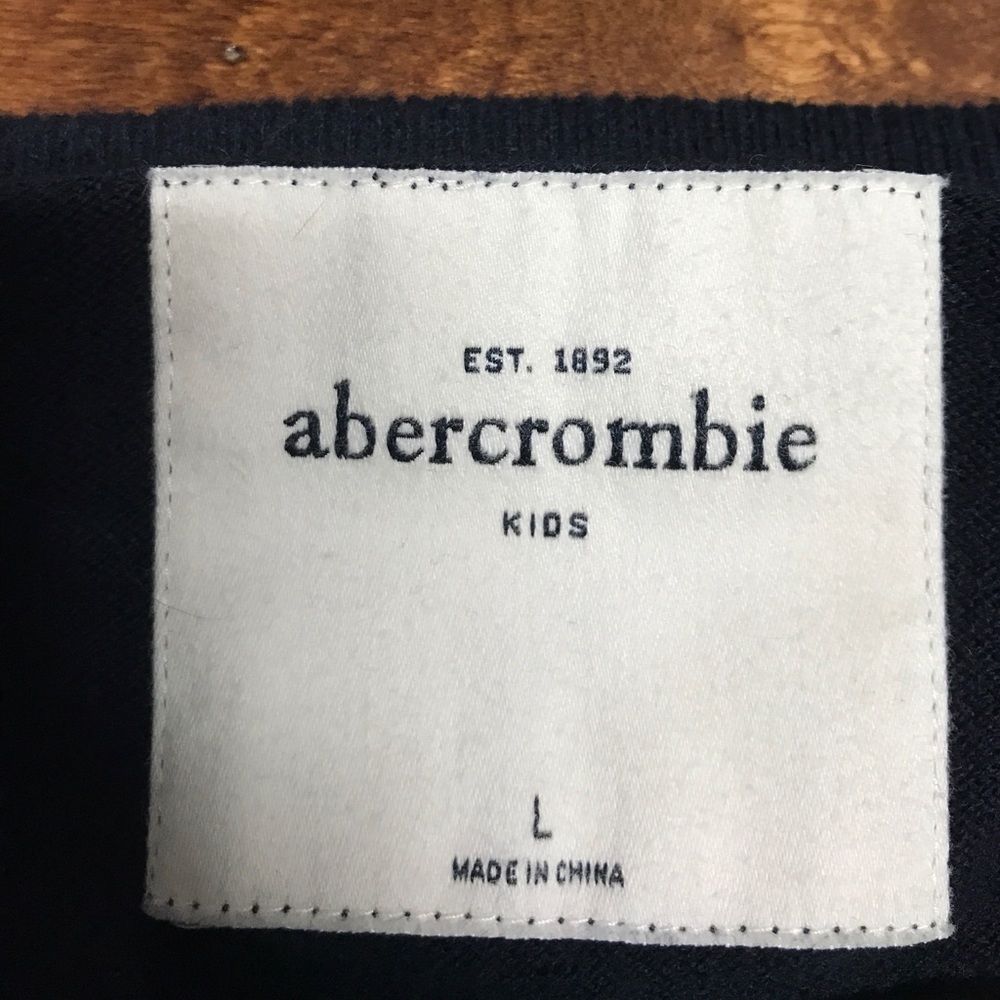 EST. 1892
abercrombie
KIDS
L
MADE IN CHINA